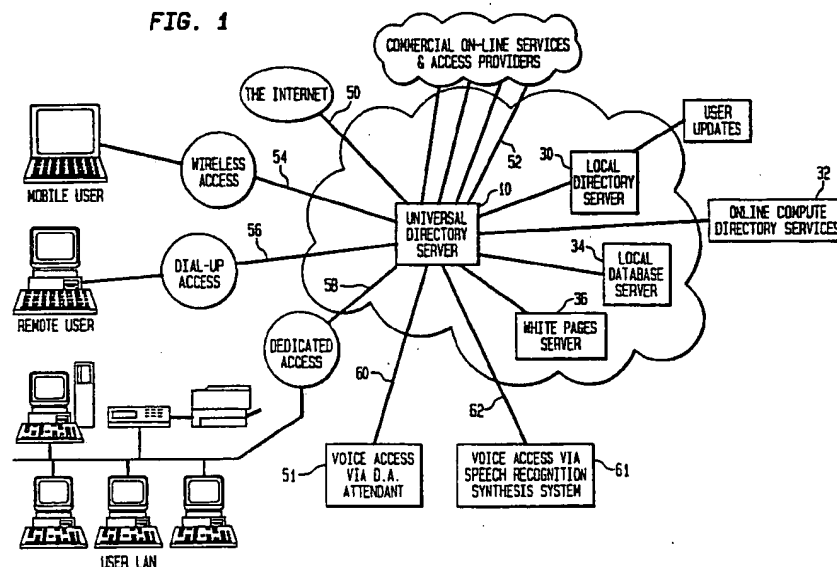 FIG. 1
COMMERCIAL ON-LINE SERVICES
& ACCESS PROVIDERS
THE INTERNET
50
52
USER
UPDATES
MOBILE USER
WIRELESS
ACCESS
54
30
LOCAL
DIRECTORY
SERVER
32
10
UNIVERSAL
DIRECTORY
SERVER
ONLINE COMPUTE
DIRECTORY SERVICES
REMOTE USER
DIAL-UP
ACCESS
56
34
LOCAL
DATABASE
SERVER
58
36
WHITE PAGES
SERVER
DEDICATED
ACCESS
60
62
51
VOICE ACCESS
VIA D.A.
ATTENDANT
VOICE ACCESS VIA
SPEECH RECOGNITION
SYNTHESIS SYSTEM
61
USER LAN